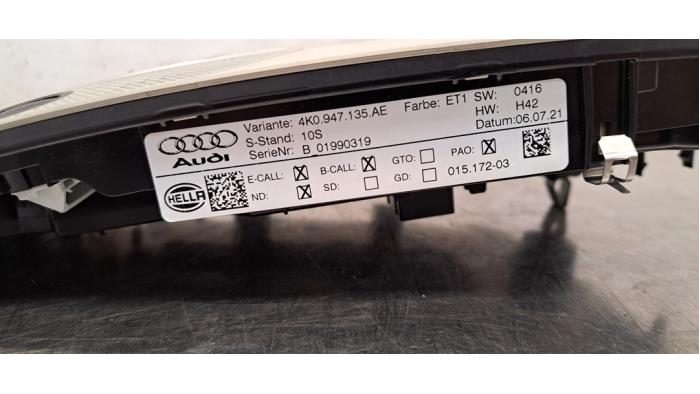 Variante: 4K0.947.135.AE Farbe: ET1 SW: 0416
S-Stand: 10S HW: H42
SerieNr: B_01990319 Datum:06.07.21
Audi
E-CALL: B-CALL: GTO: PAO:
ND: SD: GD: 015.172-03
HELLA